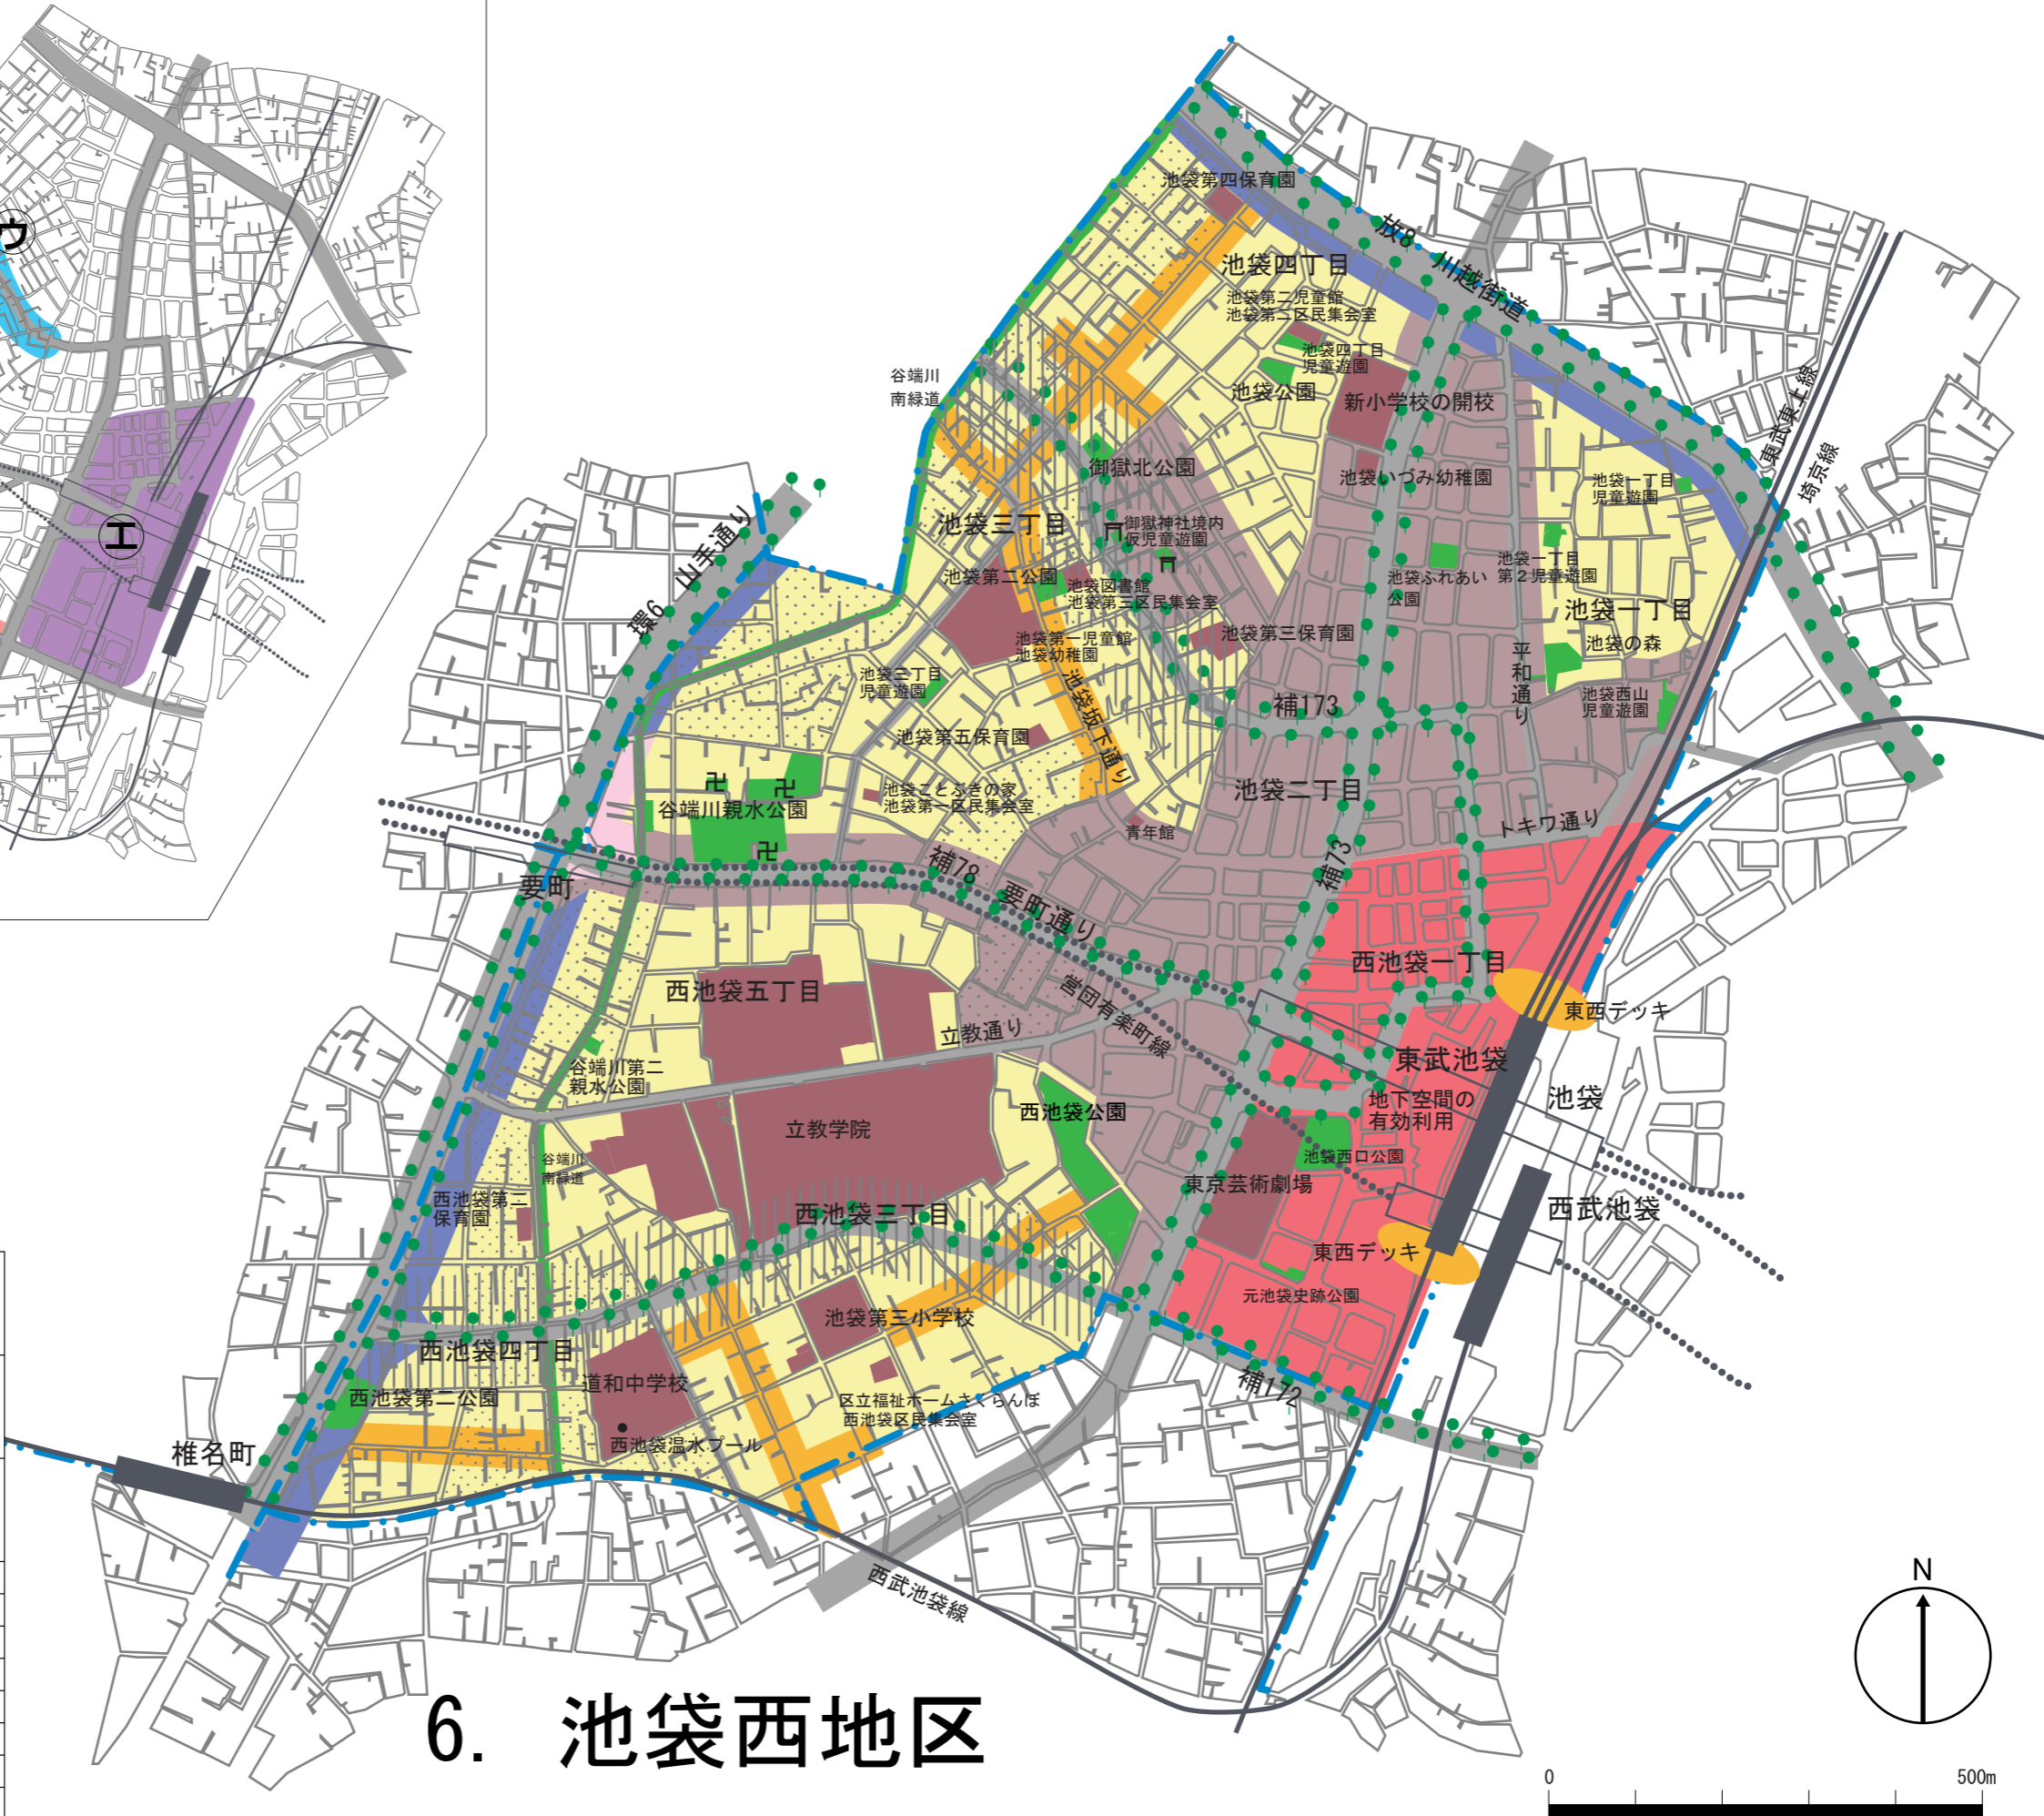 ウ
エ
池袋第四保育園
放8
川越街道
池袋四丁目
池袋第二児童館
池袋第二区民集会室
池袋四丁目
児童遊園
池袋公園
新小学校の開校
谷端川
南緑道
東武東上線
埼京線
御獄北公園
池袋いづみ幼稚園
池袋一丁目
児童遊園
池袋三丁目
御獄神社境内
仮児童遊園
環6
山手通り
池袋第二公園
池袋図書館
池袋第三区民集会室
池袋ふれあい
公園
池袋一丁目
第2児童遊園
池袋一丁目
池袋第一児童館
池袋幼稚園
池袋第三保育園
池袋の森
平和通り
池袋三丁目
児童遊園
池袋坂下通り
補173
池袋西山
児童遊園
池袋第五保育園
池袋二丁目
池袋ことぶきの家
池袋第一区民集会室
谷端川親水公園
青年館
トキワ通り
補73
補78
要町通り
要町
西池袋一丁目
西池袋五丁目
営団有楽町線
東西デッキ
立教通り
東武池袋
谷端川第二
親水公園
池袋
地下空間の
有効利用
西池袋公園
立教学院
池袋西口公園
谷端川
南緑道
東京芸術劇場
西池袋第二
保育園
西池袋三丁目
西武池袋
東西デッキ
元池袋史跡公園
池袋第三小学校
西池袋四丁目
道和中学校
補172
西池袋第二公園
区立福祉ホームさくらんぼ
西池袋区民集会室
西池袋温水プール
椎名町
西武池袋線
N
6. 池袋西地区
0
500m